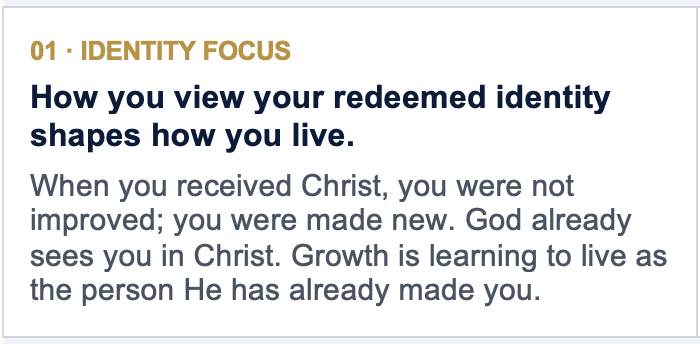 01 · IDENTITY FOCUS
How you view your redeemed identity
shapes how you live.
When you received Christ, you were not
improved; you were made new. God already
sees you in Christ. Growth is learning to live as
the person He has already made you.